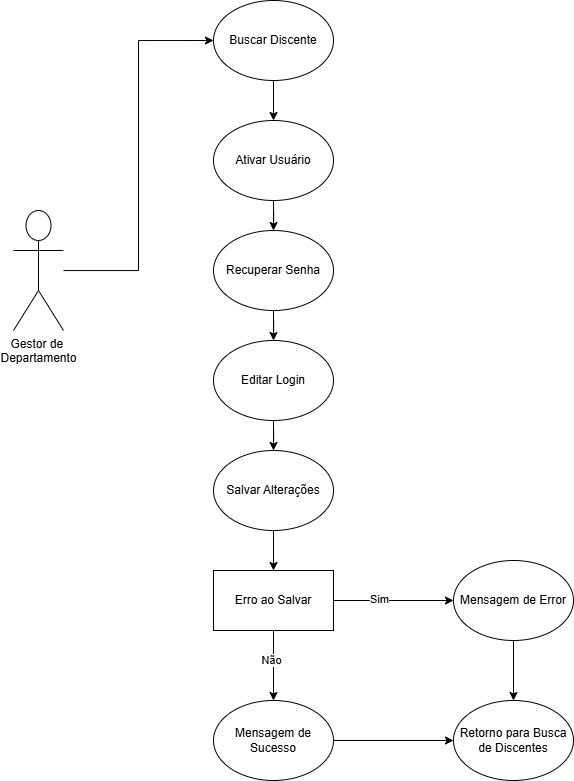 Buscar Discente
Ativar Usuário
Recuperar Senha
Gestor de
Departamento
Editar Login
Salvar Alterações
Erro ao Salvar
Sim
Mensagem de Error
Não
Mensagem de
Sucesso
Retorno para Busca
de Discentes